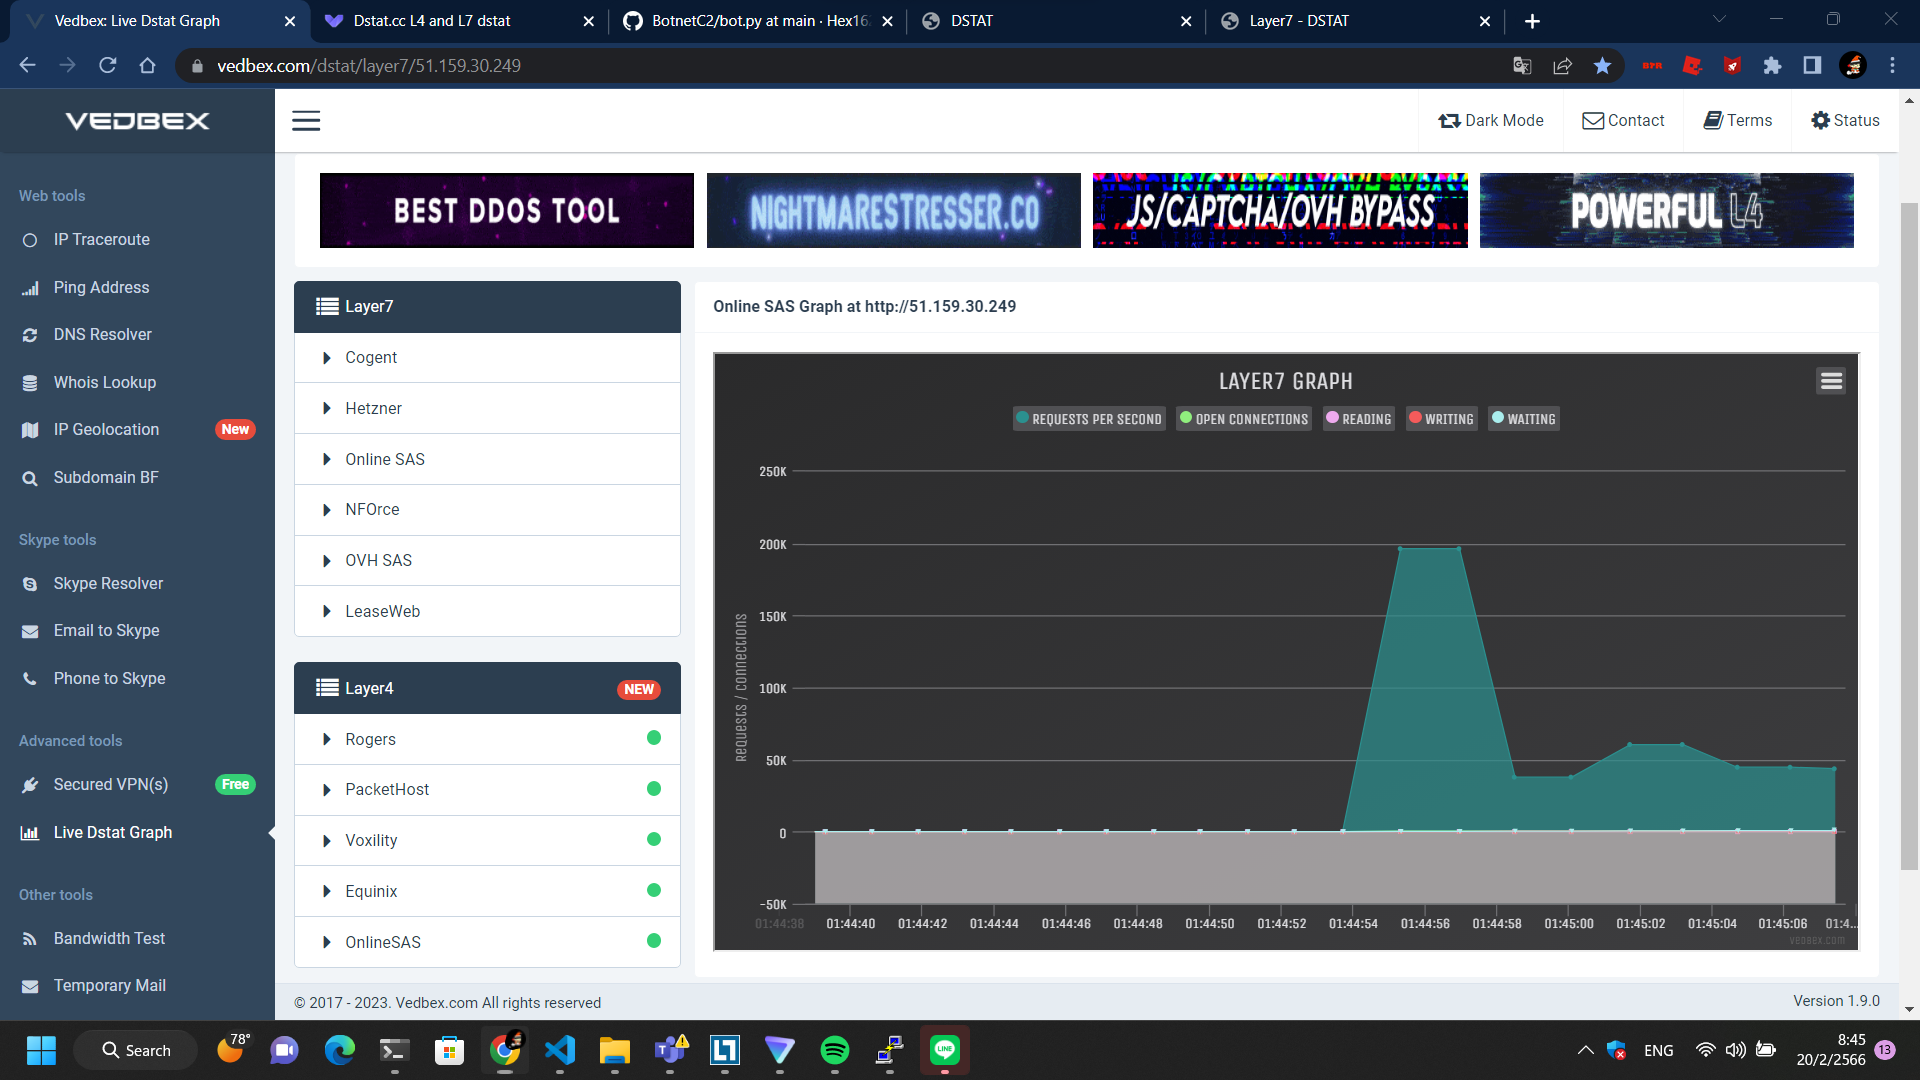 Vedbex: Live Dstat Graph
Dstat.cc L4 and L7 dstat
BotnetC2/bot.py at main · Hex16
DSTAT
Layer7 - DSTAT
vedbex.com/dstat/layer7/51.159.30.249
VEDBEX
Dark Mode
Contact
Terms
Status
Web tools
IP Traceroute
Ping Address
DNS Resolver
Whois Lookup
IP Geolocation
New
Subdomain BF
Skype tools
Skype Resolver
Email to Skype
Phone to Skype
Advanced tools
Secured VPN(s)
Free
Live Dstat Graph
Other tools
Bandwidth Test
Temporary Mail
BEST DDOS TOOL
NIGHTMARESTRESSER.CO
JS/CAPTCHA/OVH BYPASS
POWERFUL L4
Layer7
Cogent
Hetzner
Online SAS
NFOrce
OVH SAS
LeaseWeb
Layer4
NEW
Rogers
PacketHost
Voxility
Equinix
OnlineSAS
Online SAS Graph at http://51.159.30.249
LAYER7 GRAPH
REQUESTS PER SECOND
OPEN CONNECTIONS
READING
WRITING
WAITING
Requests / connections
250K
200K
150K
100K
50K
0
-50K
01:44:38
01:44:40
01:44:42
01:44:44
01:44:46
01:44:48
01:44:50
01:44:52
01:44:54
01:44:56
01:44:58
01:45:00
01:45:02
01:45:04
01:45:06
01:4...
vedbex.com
© 2017 - 2023. Vedbex.com All rights reserved
Version 1.9.0
Search
78°
LINE
ENG
8:45
20/2/2566
13